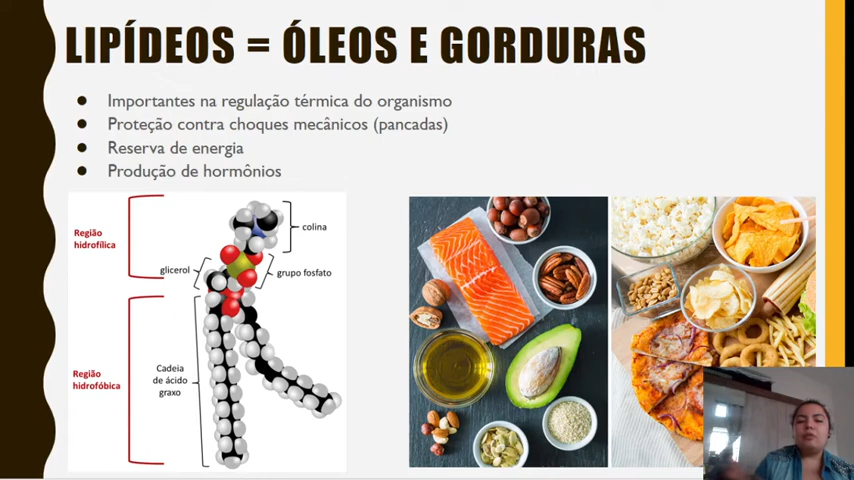 LIPÍDEOS = ÓLEOS E GORDURAS
● Importantes na regulação térmica do organismo
● Proteção contra choques mecânicos (pancadas)
● Reserva de energia
● Produção de hormônios
Região
hidrofílica
colina
glicerol
grupo fosfato
Região
hidrofóbica
Cadeia
de ácido
graxo